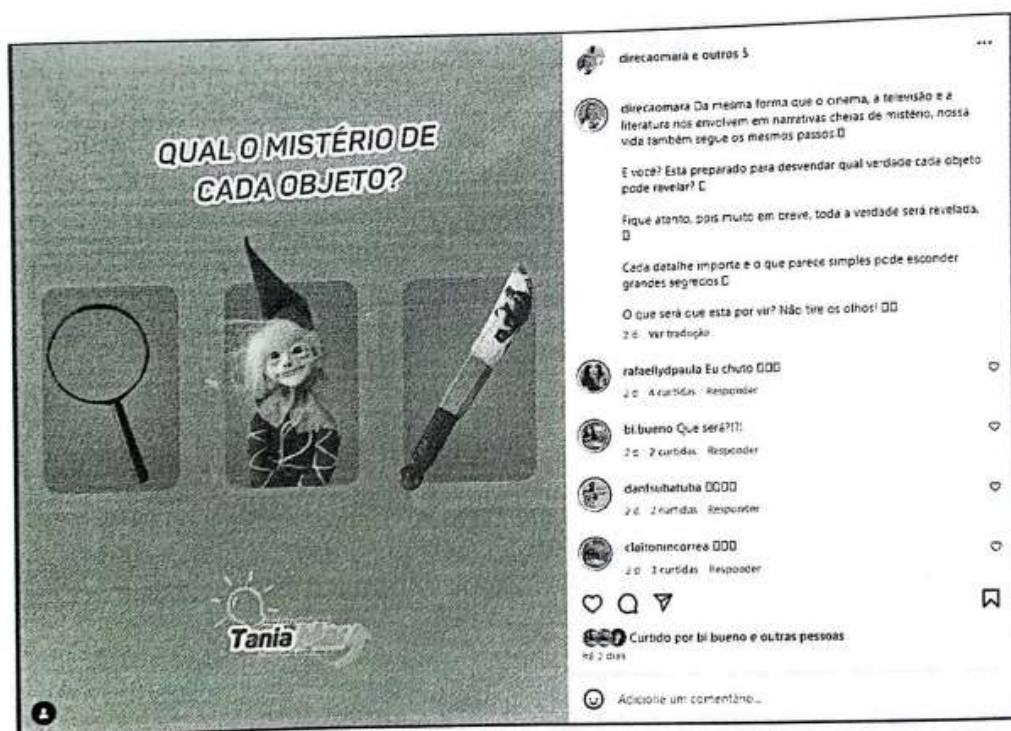 QUAL O MISTÉRIO DE
CADA OBJETO?
Tania
direcaomara e outros 5
direcaomara Da mesma forma que o cinema, a televisão e a
literatura nos envolvem em narrativas cheias de mistério, nossa
vida também segue os mesmos passos.
E você? Está preparado para desvendar qual verdade cada objeto
pode revelar?
Fique atento, pois muito em breve, toda a verdade será revelada.
Cada detalhe importa e o que parece simples pode esconder
grandes segredos.
O que será que está por vir? Não tire os olhos!
2 d Ver tradução
rafaellydpaula Eu chuto
2 d 4 curtidas Responder
bi.bueno Que será?!?!
2 d 2 curtidas Responder
dantsubatuba
2 d 2 curtidas Responder
claitonncorrea
2 d 3 curtidas Responder
Curtido por bi.bueno e outras pessoas
há 2 dias
Adicione um comentário...